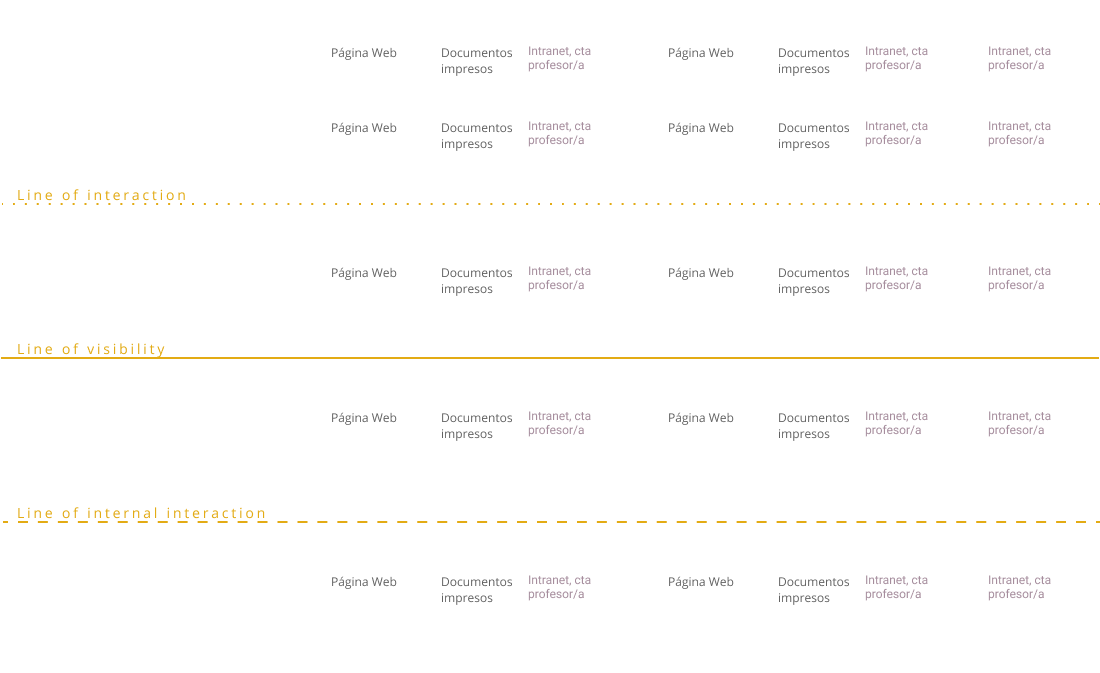 Página Web Documentos Intranet, cta Página Web Documentos Intranet, cta Intranet, cta
impresos profesor/a impresos profesor/a profesor/a
Página Web Documentos Intranet, cta Página Web Documentos Intranet, cta Intranet, cta
impresos profesor/a impresos profesor/a profesor/a
Line of interaction
Página Web Documentos Intranet, cta Página Web Documentos Intranet, cta Intranet, cta
impresos profesor/a impresos profesor/a profesor/a
Line of visibility
Página Web Documentos Intranet, cta Página Web Documentos Intranet, cta Intranet, cta
impresos profesor/a impresos profesor/a profesor/a
Line of internal interaction
Página Web Documentos Intranet, cta Página Web Documentos Intranet, cta Intranet, cta
impresos profesor/a impresos profesor/a profesor/a